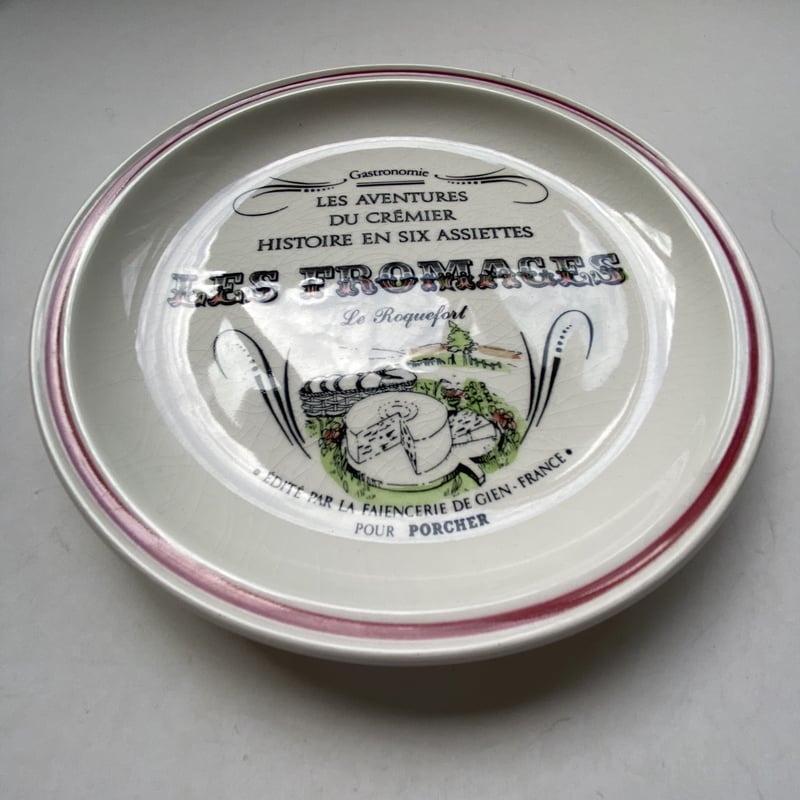 Gastronomie
LES AVENTURES
DU CRÉMIER
HISTOIRE EN SIX ASSIETTES
LES FROMAGES
Le Roquefort
• ÉDITÉ PAR LA FAIENCERIE DE GIEN - FRANCE •
POUR PORCHER